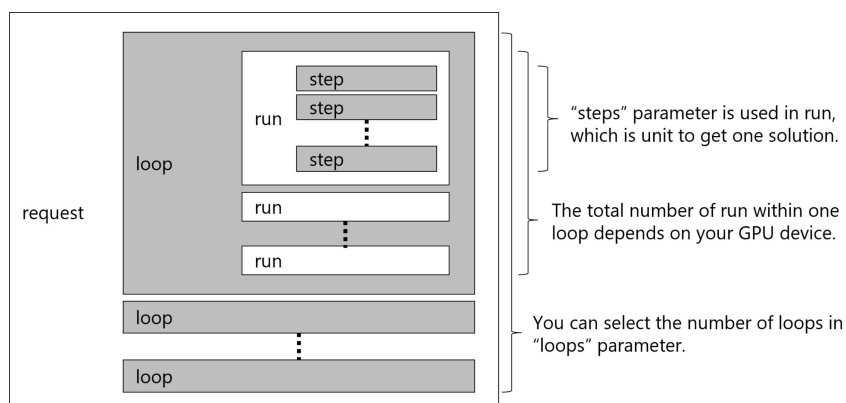 step
step
run
step
loop
run
run
request
loop
loop
“steps” parameter is used in run,
which is unit to get one solution.
The total number of run within one
loop depends on your GPU device.
You can select the number of loops in
“loops” parameter.